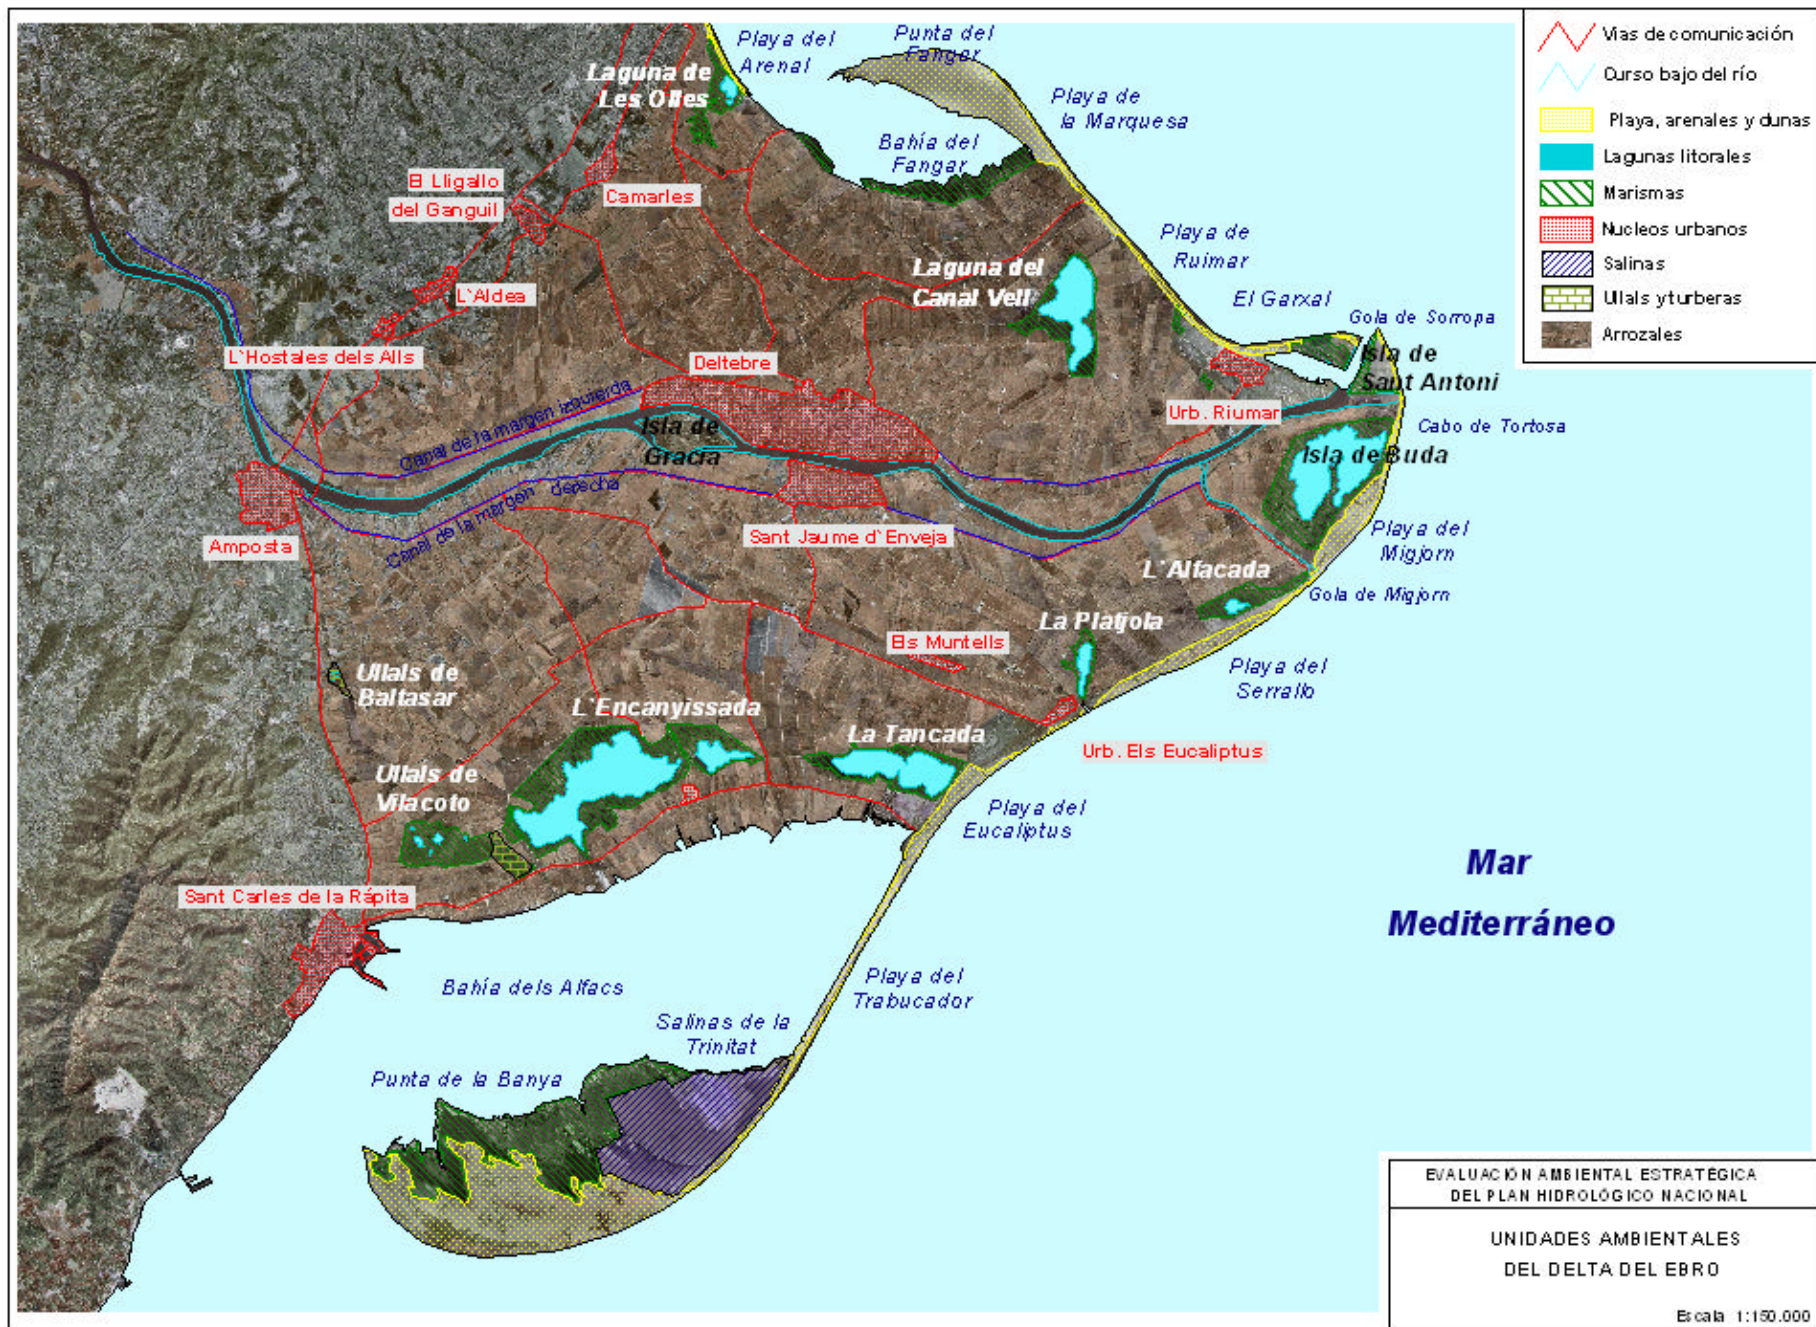 Playa del
Arenal
Punta del
Fangar
Laguna de
Les Olles
Playa de
la Marquesa
Bahía del
Fangar
El Lligallo
del Ganguil
Camarles
Playa de
Ruimar
Laguna del
Canal Vell
El Garxal
Gola de Sorropa
L`Aldea
L`Hostales dels Alls
Deltebre
Isla de
Sant Antoni
Canal de la margen izquierda
Isla de
Gracia
Urb. Riumar
Cabo de Tortosa
Isla de Buda
Canal de la margen derecha
Amposta
Sant Jaume d`Enveja
Playa del
Migjorn
L`Alfacada
Gola de Migjorn
La Platjola
Els Muntells
Playa del
Serrallo
Ullals de
Baltasar
L`Encanyissada
La Tancada
Urb. Els Eucaliptus
Ullals de
Vilacoto
Playa del
Eucaliptus
Sant Carles de la Rápita
Mar
Mediterráneo
Bahía dels Alfacs
Playa del
Trabucador
Salinas de la
Trinitat
Punta de la Banya
Vias de comunicación
Curso bajo del río
Playa, arenales y dunas
Lagunas litorales
Marismas
Nucleos urbanos
Salinas
Ullals y turberas
Arrozales
EVALUACIÓN AMBIENTAL ESTRATÉGICA
DEL PLAN HIDROLÓGICO NACIONAL
UNIDADES AMBIENTALES
DEL DELTA DEL EBRO
Escala 1:150.000